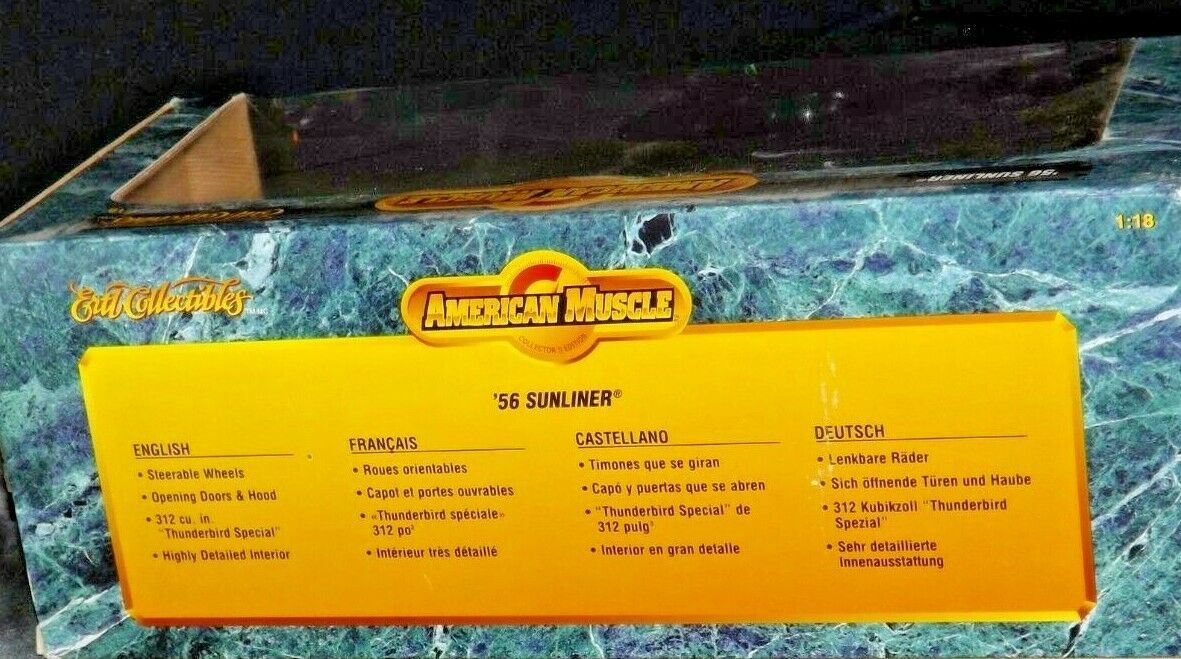 '56 SUNLINER®
AMERICAN MUSCLE
1:18
Ertl Collectibles
AMERICAN MUSCLE
COLLECTOR'S EDITION
'56 SUNLINER®
ENGLISH
• Steerable Wheels
• Opening Doors & Hood
• 312 cu. in.
"Thunderbird Special"
• Highly Detailed Interior
FRANÇAIS
• Roues orientables
• Capot et portes ouvrables
• «Thunderbird spéciale»
312 po³
• Intérieur très détaillé
CASTELLANO
• Timones que se giran
• Capó y puertas que se abren
• "Thunderbird Special" de
312 pulg³
• Interior en gran detalle
DEUTSCH
• Lenkbare Räder
• Sich öffnende Türen und Haube
• 312 Kubikzoll "Thunderbird
Spezial"
• Sehr detaillierte
Innenausstattung